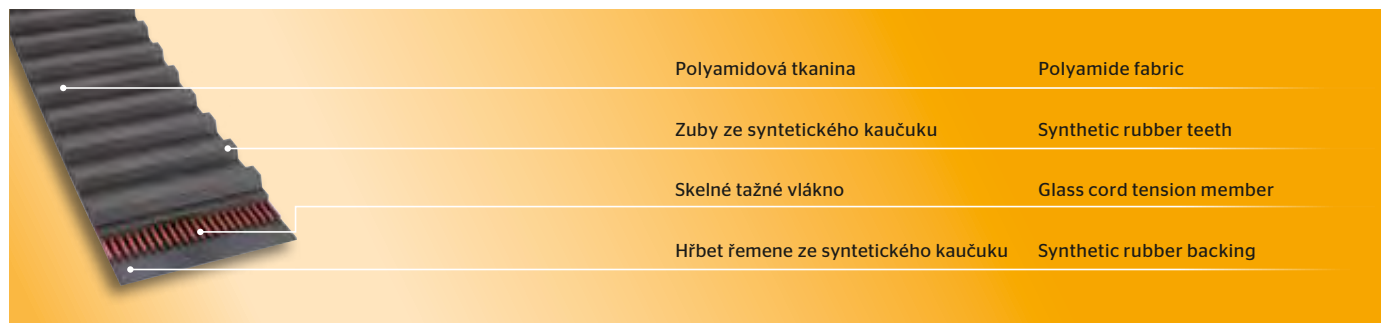 Polyamidová tkanina Polyamide fabric
Zuby ze syntetického kaučuku Synthetic rubber teeth
Skelné tažné vlákno Glass cord tension member
Hřbet řemene ze syntetického kaučuku Synthetic rubber backing